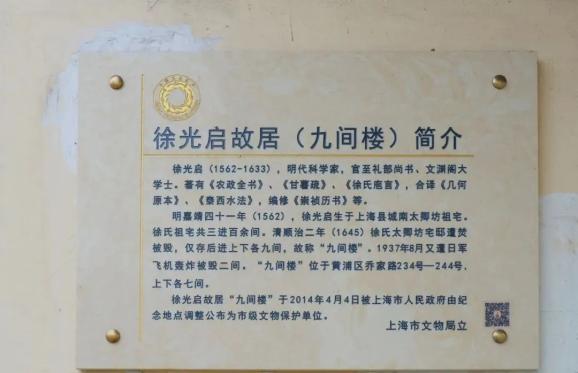 徐光启故居（九间楼）简介
徐光启（1562-1633），明代科学家，官至礼部尚书、文渊阁大
学士。著有《农政全书》、《甘薯疏》、《徐氏庖言》，合译《几何
原本》、《泰西水法》，编修《崇祯历书》等。
明嘉靖四十一年（1562），徐光启生于上海县城南太卿坊祖宅。
徐氏祖宅共三进百余间。清顺治二年（1645）徐氏太卿坊宅邸遭焚
被毁，仅存后进上下各九间，故称“九间楼”。1937年8月又遭日军
飞机轰炸被毁二间。“九间楼”位于黄浦区乔家路234号—244号，
上下各七间。
徐光启故居“九间楼”于2014年4月4日被上海市人民政府由纪
念地点调整公布为市级文物保护单位。
上海市文物局立